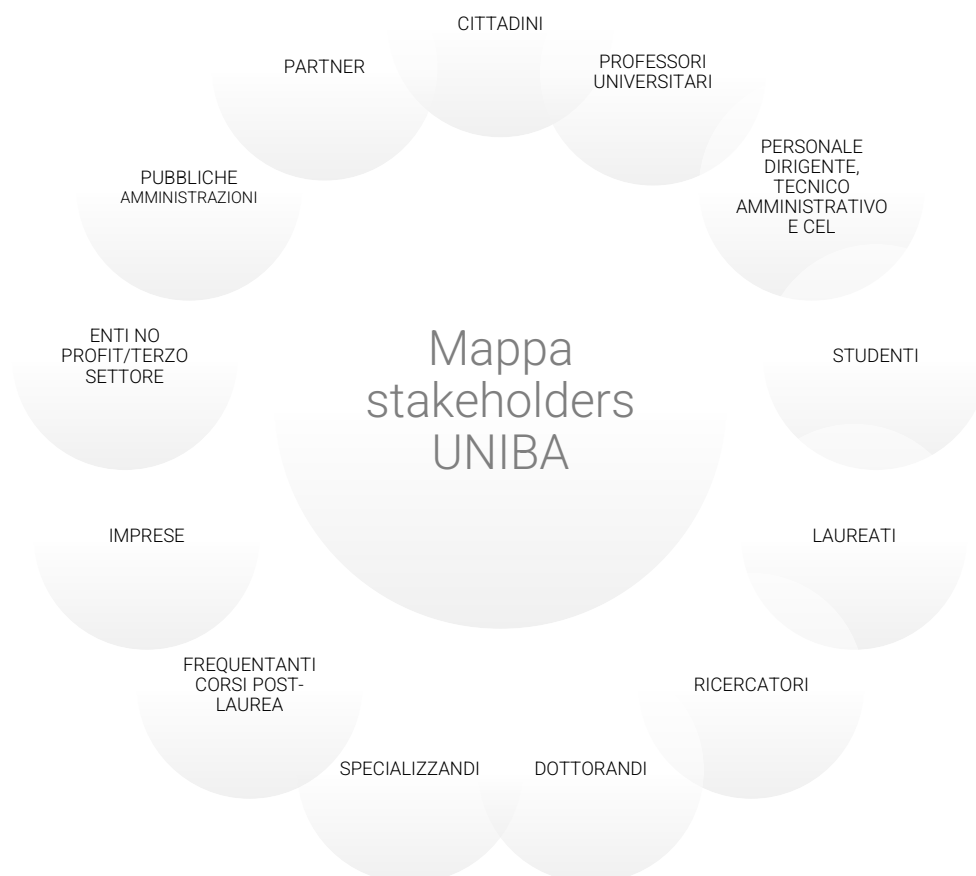 CITTADINI
PARTNER
PROFESSORI
UNIVERSITARI
PERSONALE
DIRIGENTE,
TECNICO
AMMINISTRATIVO
E CEL
PUBBLICHE
AMMINISTRAZIONI
ENTI NO
PROFIT/TERZO
SETTORE
Mappa
stakeholders
UNIBA
STUDENTI
IMPRESE
LAUREATI
FREQUENTANTI
CORSI POST-
LAUREA
RICERCATORI
SPECIALIZZANDI
DOTTORANDI